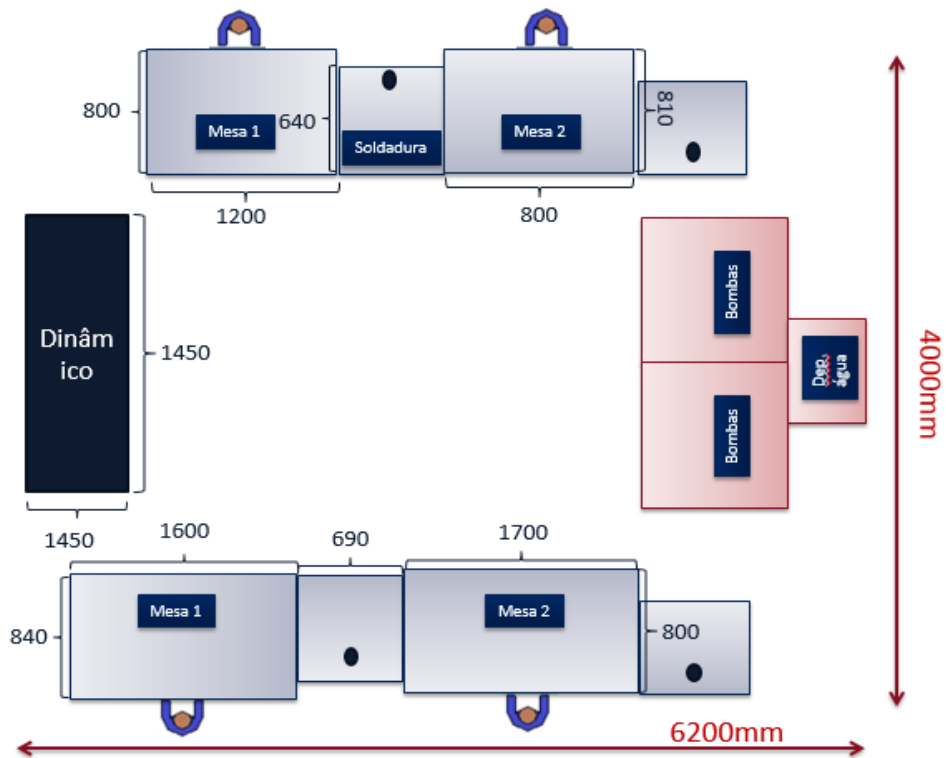 800
Mesa 1
640
Soldadura
Mesa 2
810
1200
800
Dinâm
ico
1450
1450
Bombas
Bombas
Dep.
água
4000mm
1600
690
1700
840
Mesa 1
Mesa 2
800
6200mm